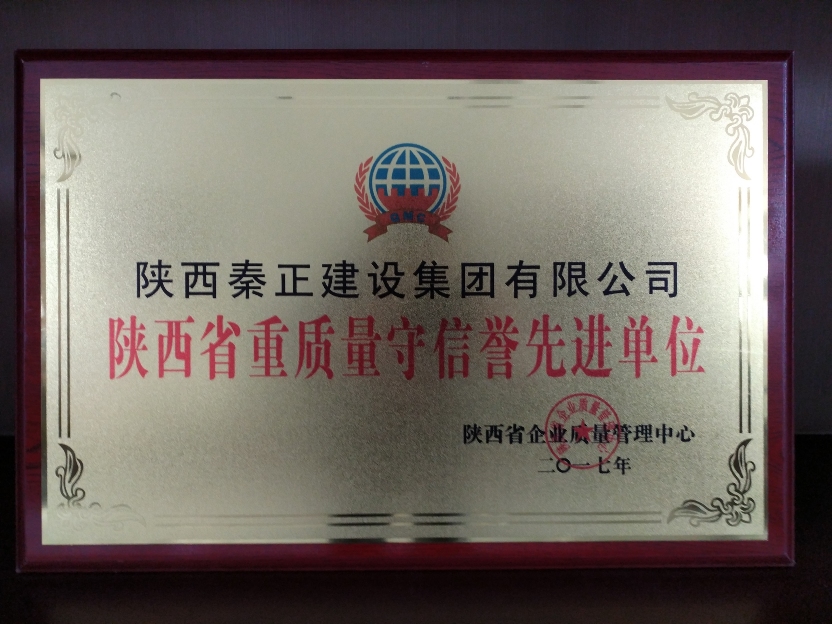 QMC
陕西秦正建设集团有限公司
陕西省重质量守信誉先进单位
陕西省企业质量管理中心
二〇一七年